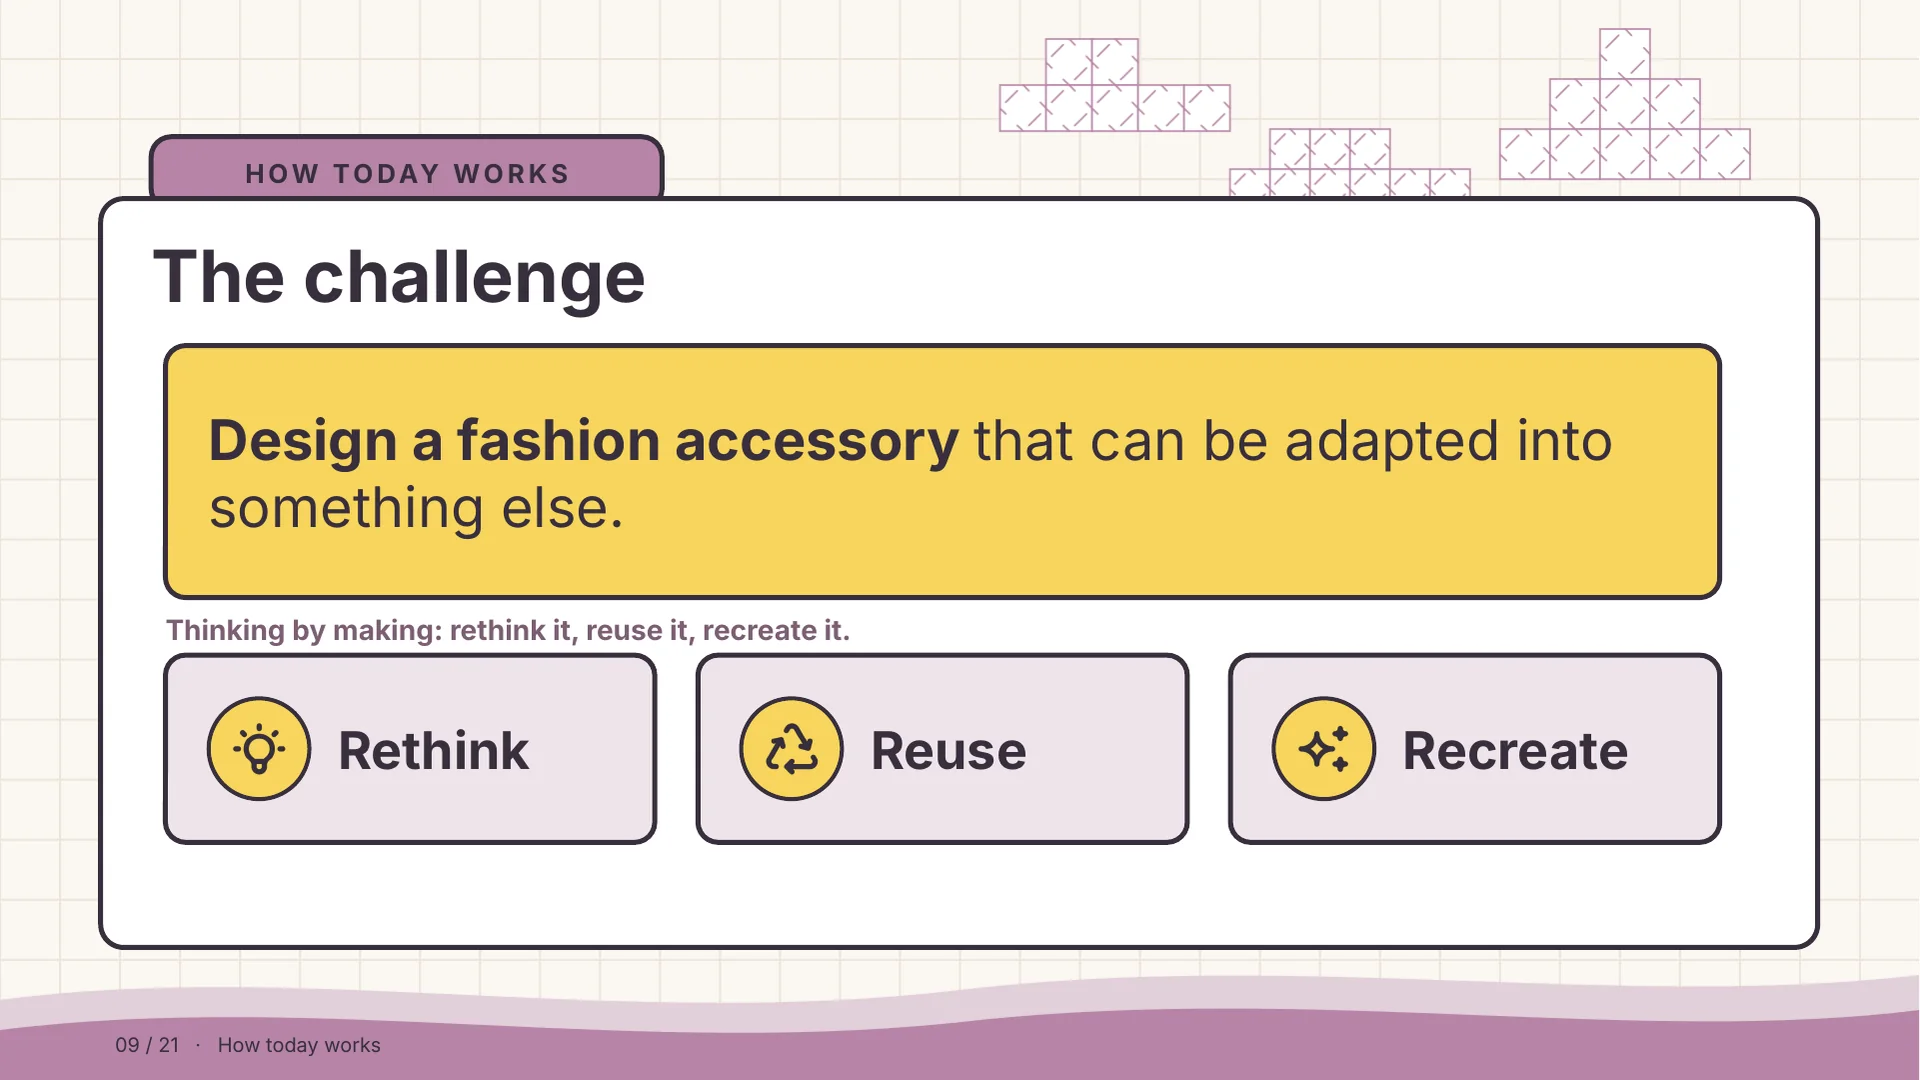 HOW TODAY WORKS
The challenge
Design a fashion accessory that can be adapted into
something else.
Thinking by making: rethink it, reuse it, recreate it.
Rethink
Reuse
Recreate
09 / 21 · How today works